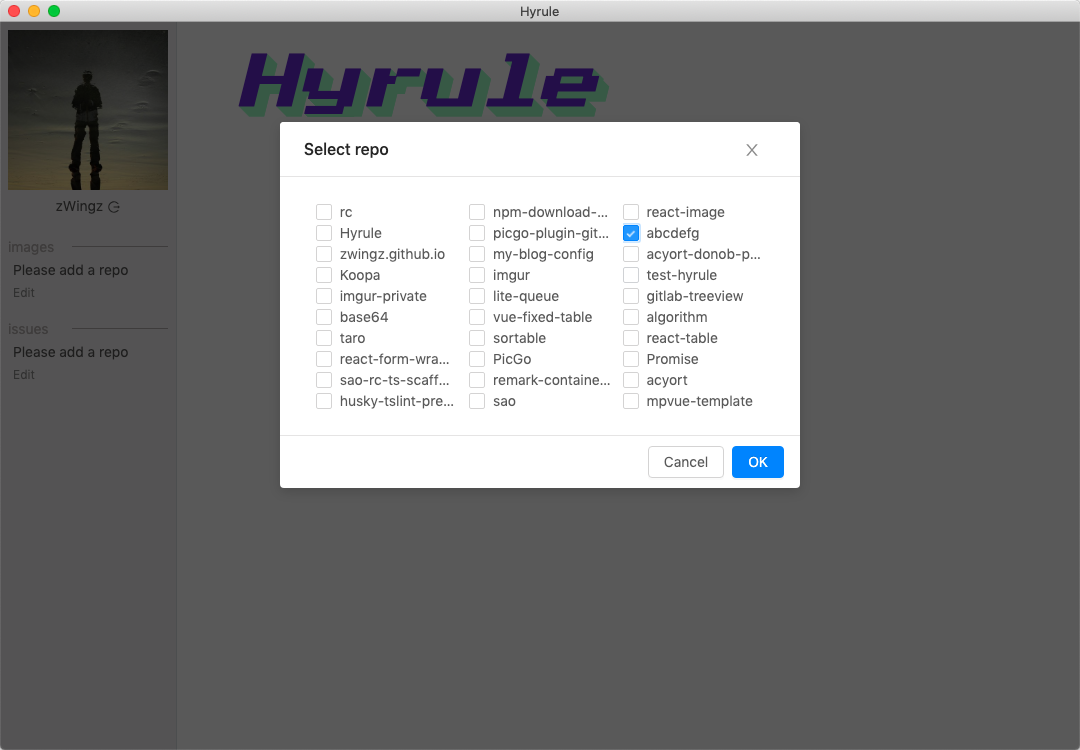 Hyrule
Hyrule
zWingz
images
Please add a repo
Edit
issues
Please add a repo
Edit
Select repo
rc
npm-download-...
react-image
Hyrule
picgo-plugin-git...
abcdefg
zwingz.github.io
my-blog-config
acyort-donob-p...
Koopa
imgur
test-hyrule
imgur-private
lite-queue
gitlab-treeview
base64
vue-fixed-table
algorithm
taro
sortable
react-table
react-form-wra...
PicGo
Promise
sao-rc-ts-scaff...
remark-containe...
acyort
husky-tslint-pre...
sao
mpvue-template
Cancel
OK